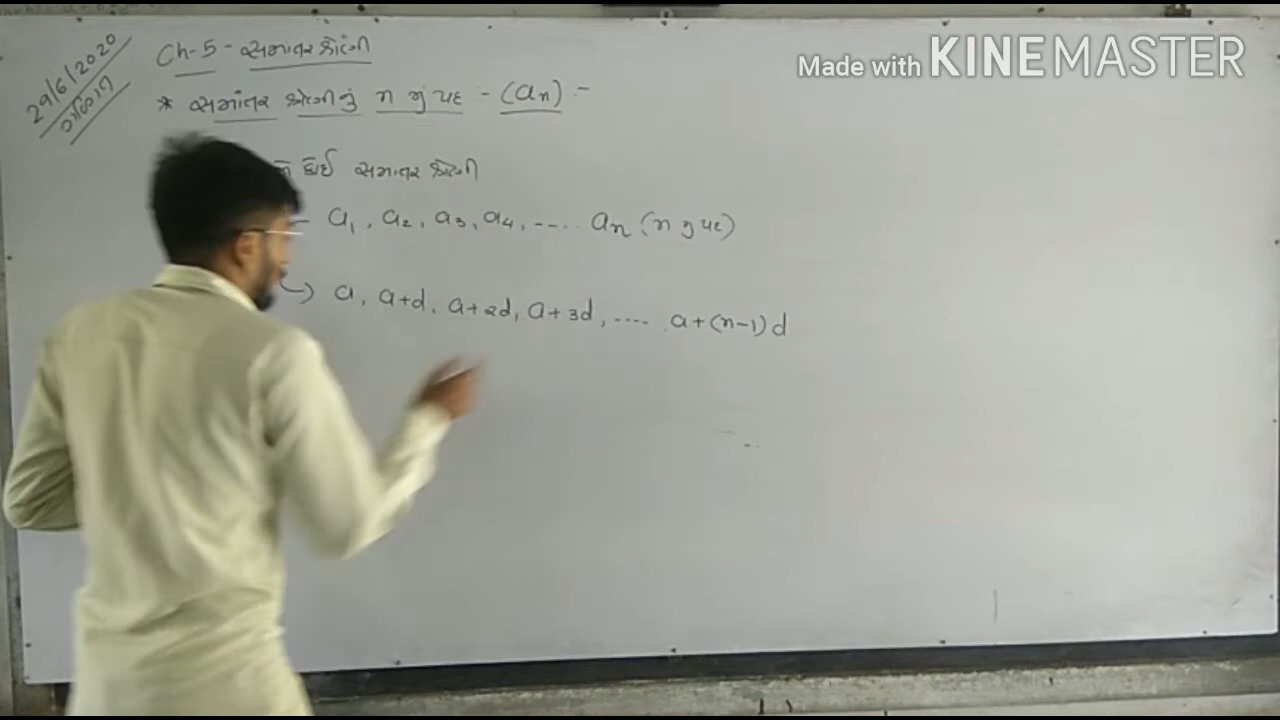 29/6/2020
ગણિત
Ch-5 - સમાંતર શ્રેણી
* સમાંતર શ્રેણીનું n મું પદ - (an) -
કોઈ સમાંતર શ્રેણી
a1, a2, a3, a4, ..... an (n મું પદ)
↳ a, a+d, a+2d, a+3d, ..... a+(n-1)d
Made with KINEMASTER